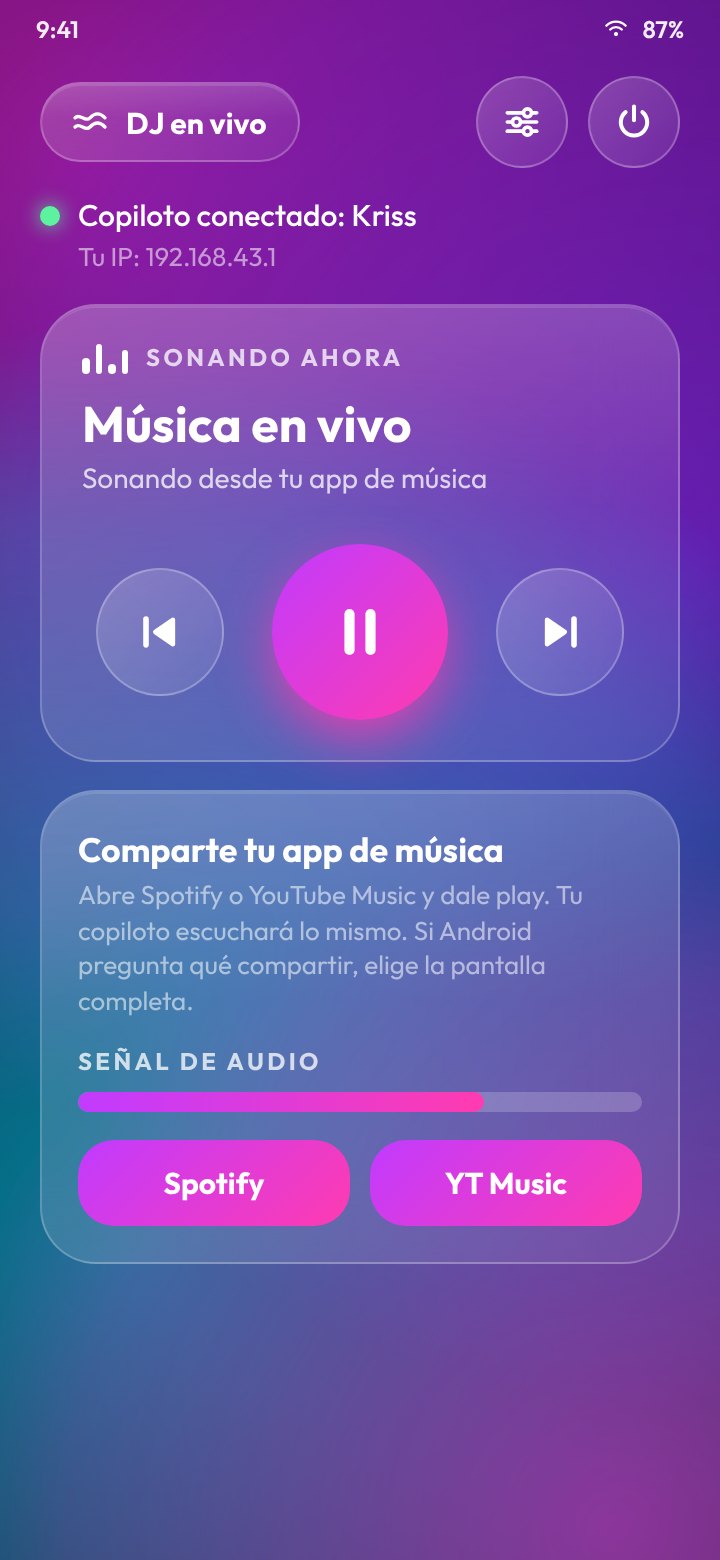 9:41
87%
DJ en vivo
Copiloto conectado: Kriss
Tu IP: 192.168.43.1
SONANDO AHORA
Música en vivo
Sonando desde tu app de música
Comparte tu app de música
Abre Spotify o YouTube Music y dale play. Tu
copiloto escuchará lo mismo. Si Android
pregunta qué compartir, elige la pantalla
completa.
SEÑAL DE AUDIO
Spotify
YT Music